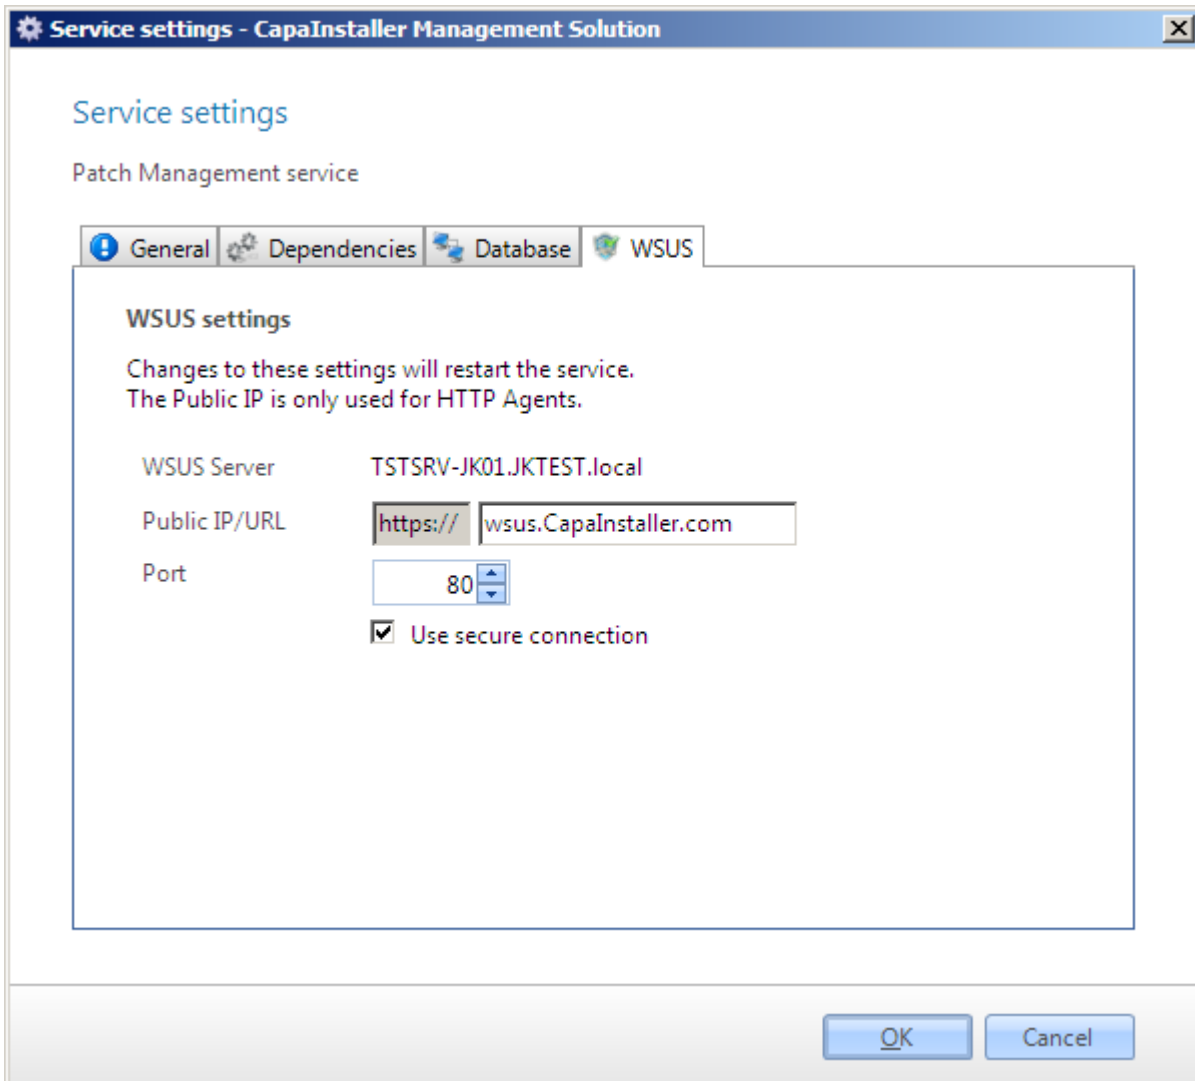 Service settings - CapaInstaller Management Solution
Service settings
Patch Management service
General Dependencies Database WSUS
WSUS settings
Changes to these settings will restart the service.
The Public IP is only used for HTTP Agents.
WSUS Server TSTSRV-JK01.JKTEST.local
Public IP/URL https:// wsus.CapaInstaller.com
Port 80
Use secure connection
OK Cancel